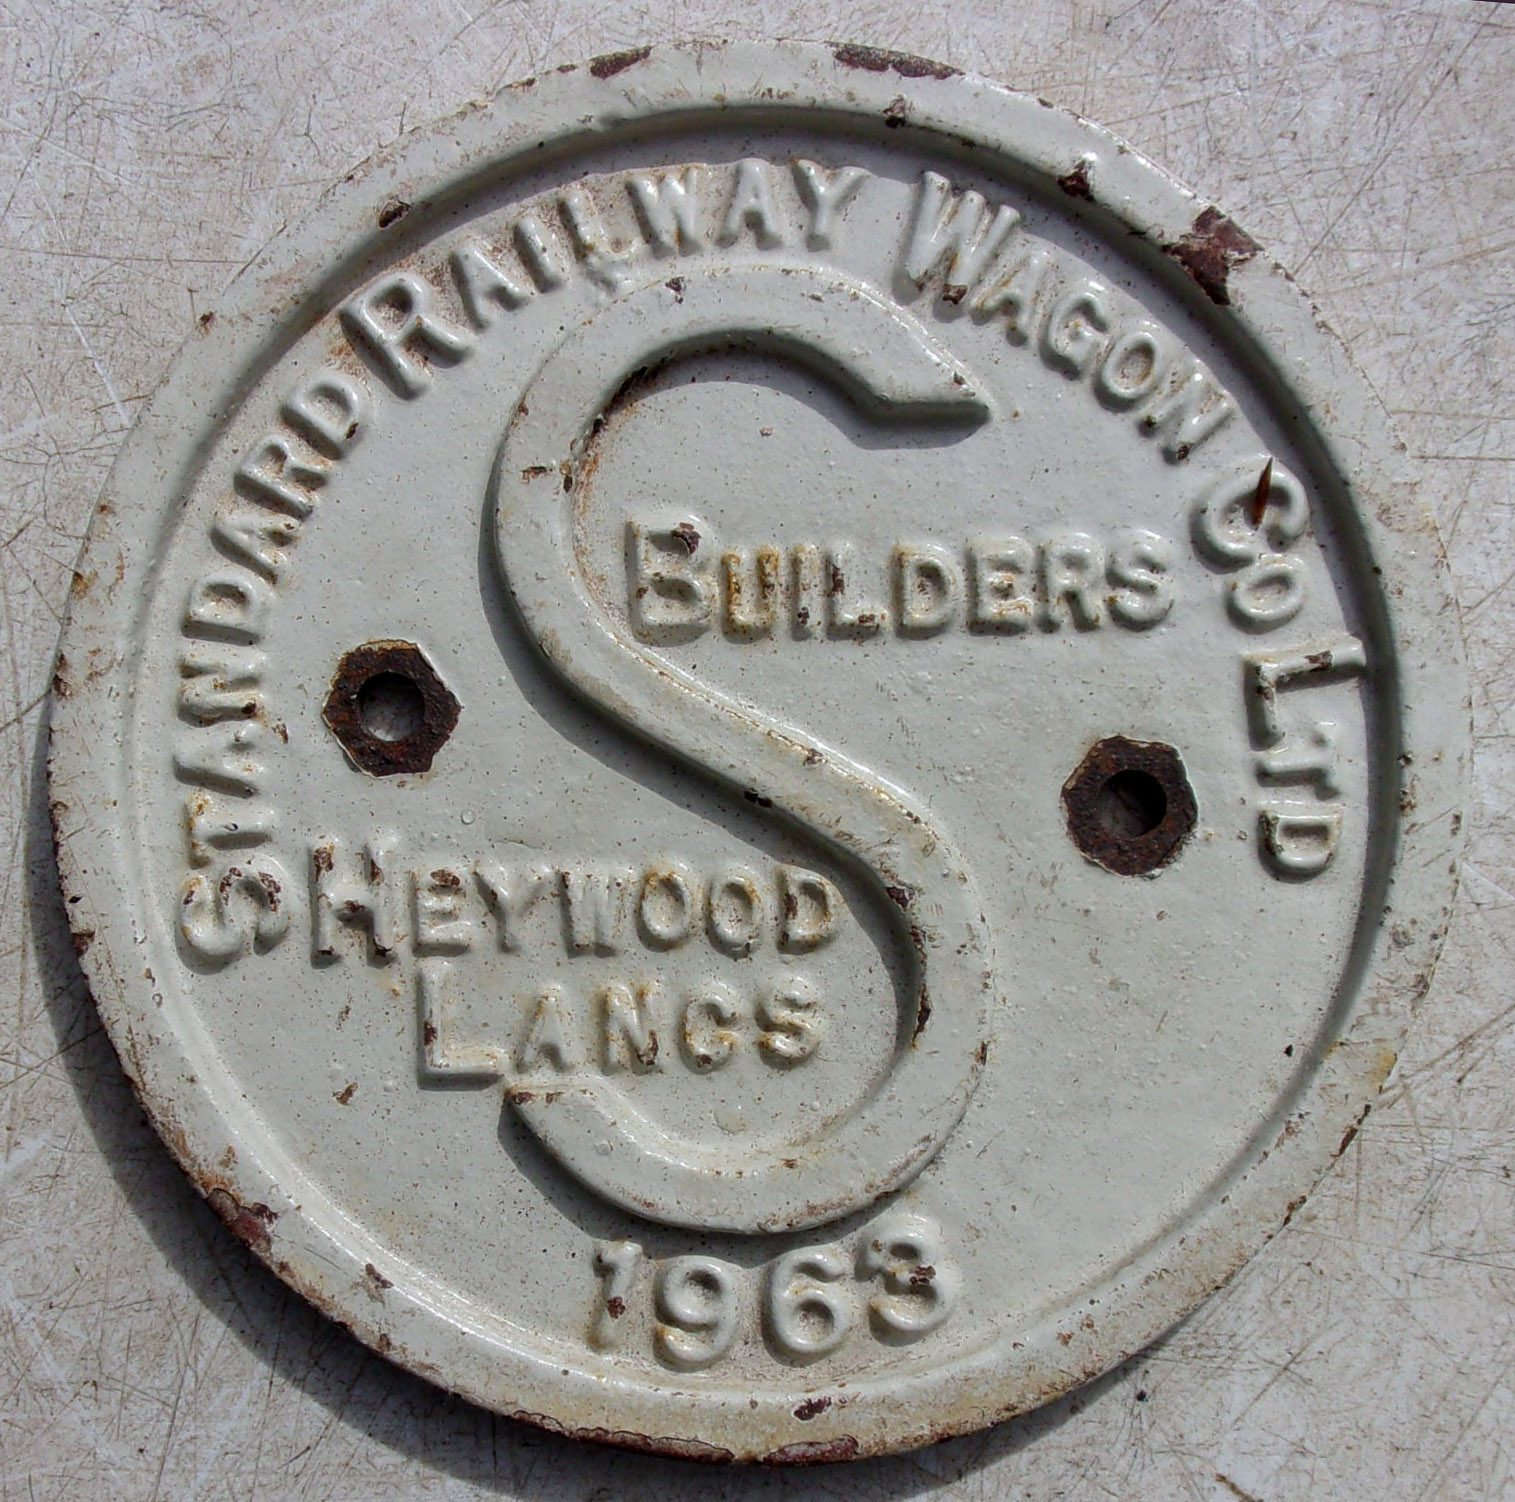 STANDARD RAILWAY WAGON CO LTD
S
BUILDERS
HEYWOOD
LANCS
1963